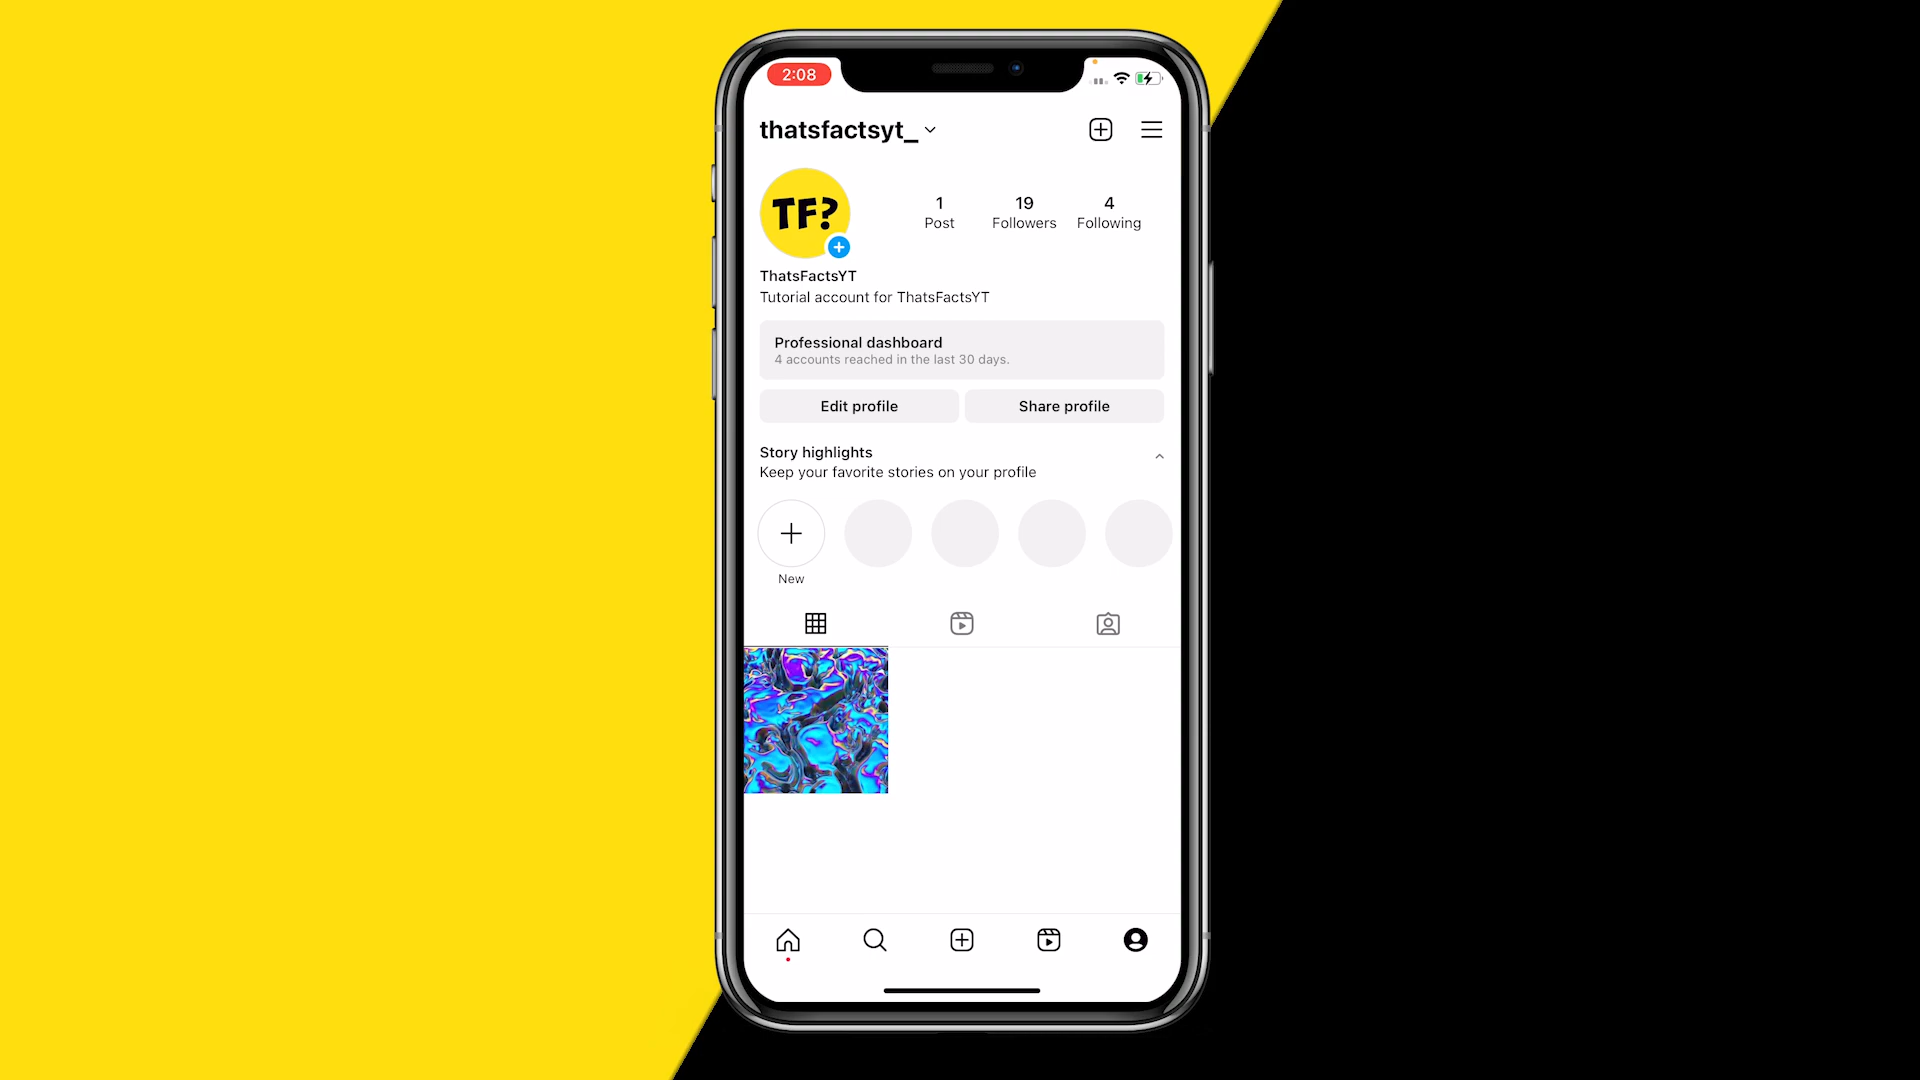 2:08
thatsfactsyt_
TF?
1
Post
19
Followers
4
Following
ThatsFactsYT
Tutorial account for ThatsFactsYT
Professional dashboard
4 accounts reached in the last 30 days.
Edit profile
Share profile
Story highlights
Keep your favorite stories on your profile
New